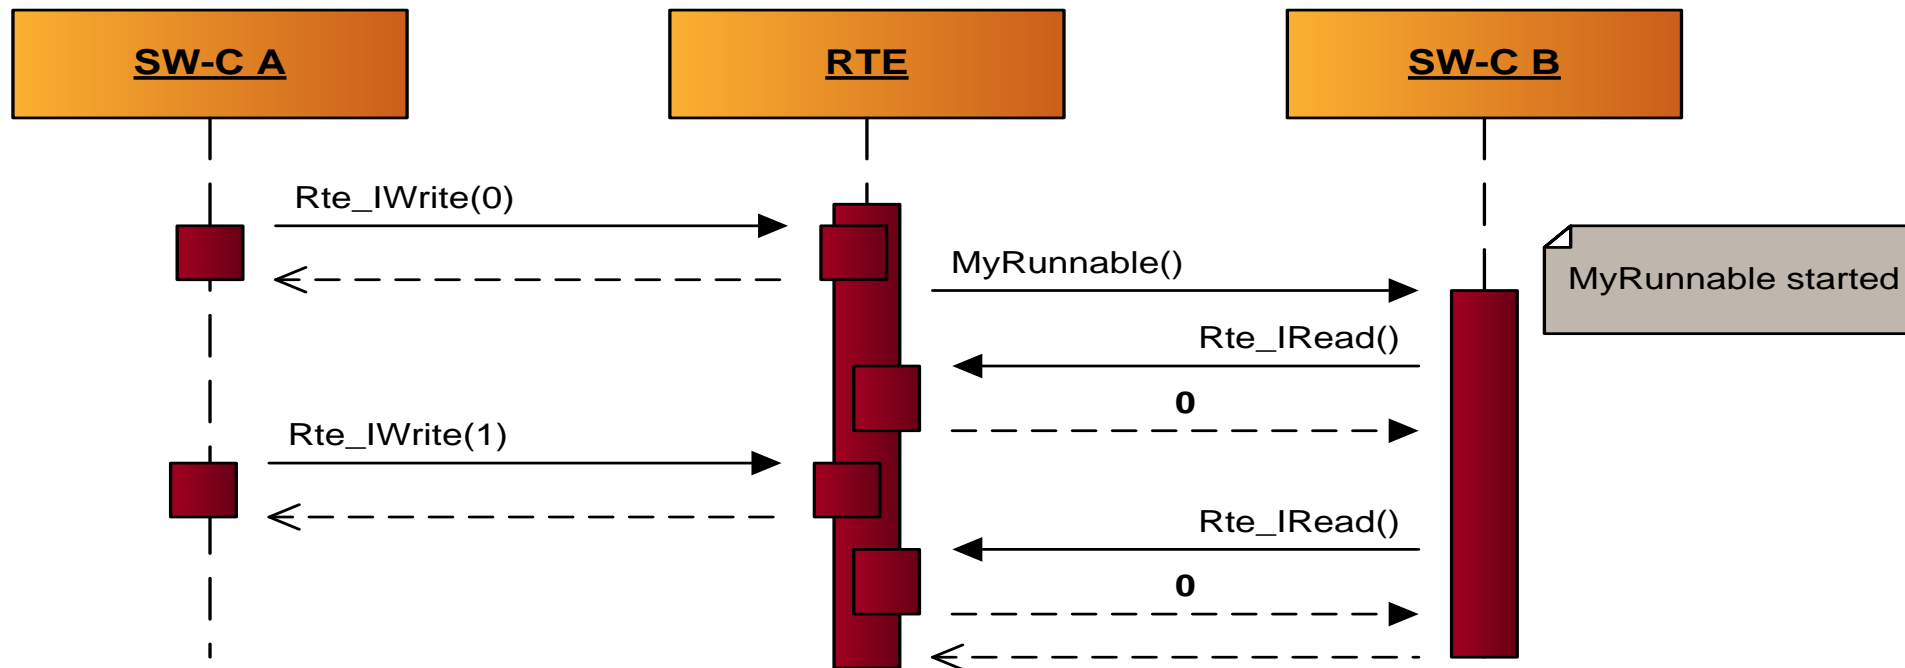 SW-C A
RTE
SW-C B
Rte_IWrite(0)
MyRunnable()
MyRunnable started
Rte_IRead()
0
Rte_IWrite(1)
Rte_IRead()
0